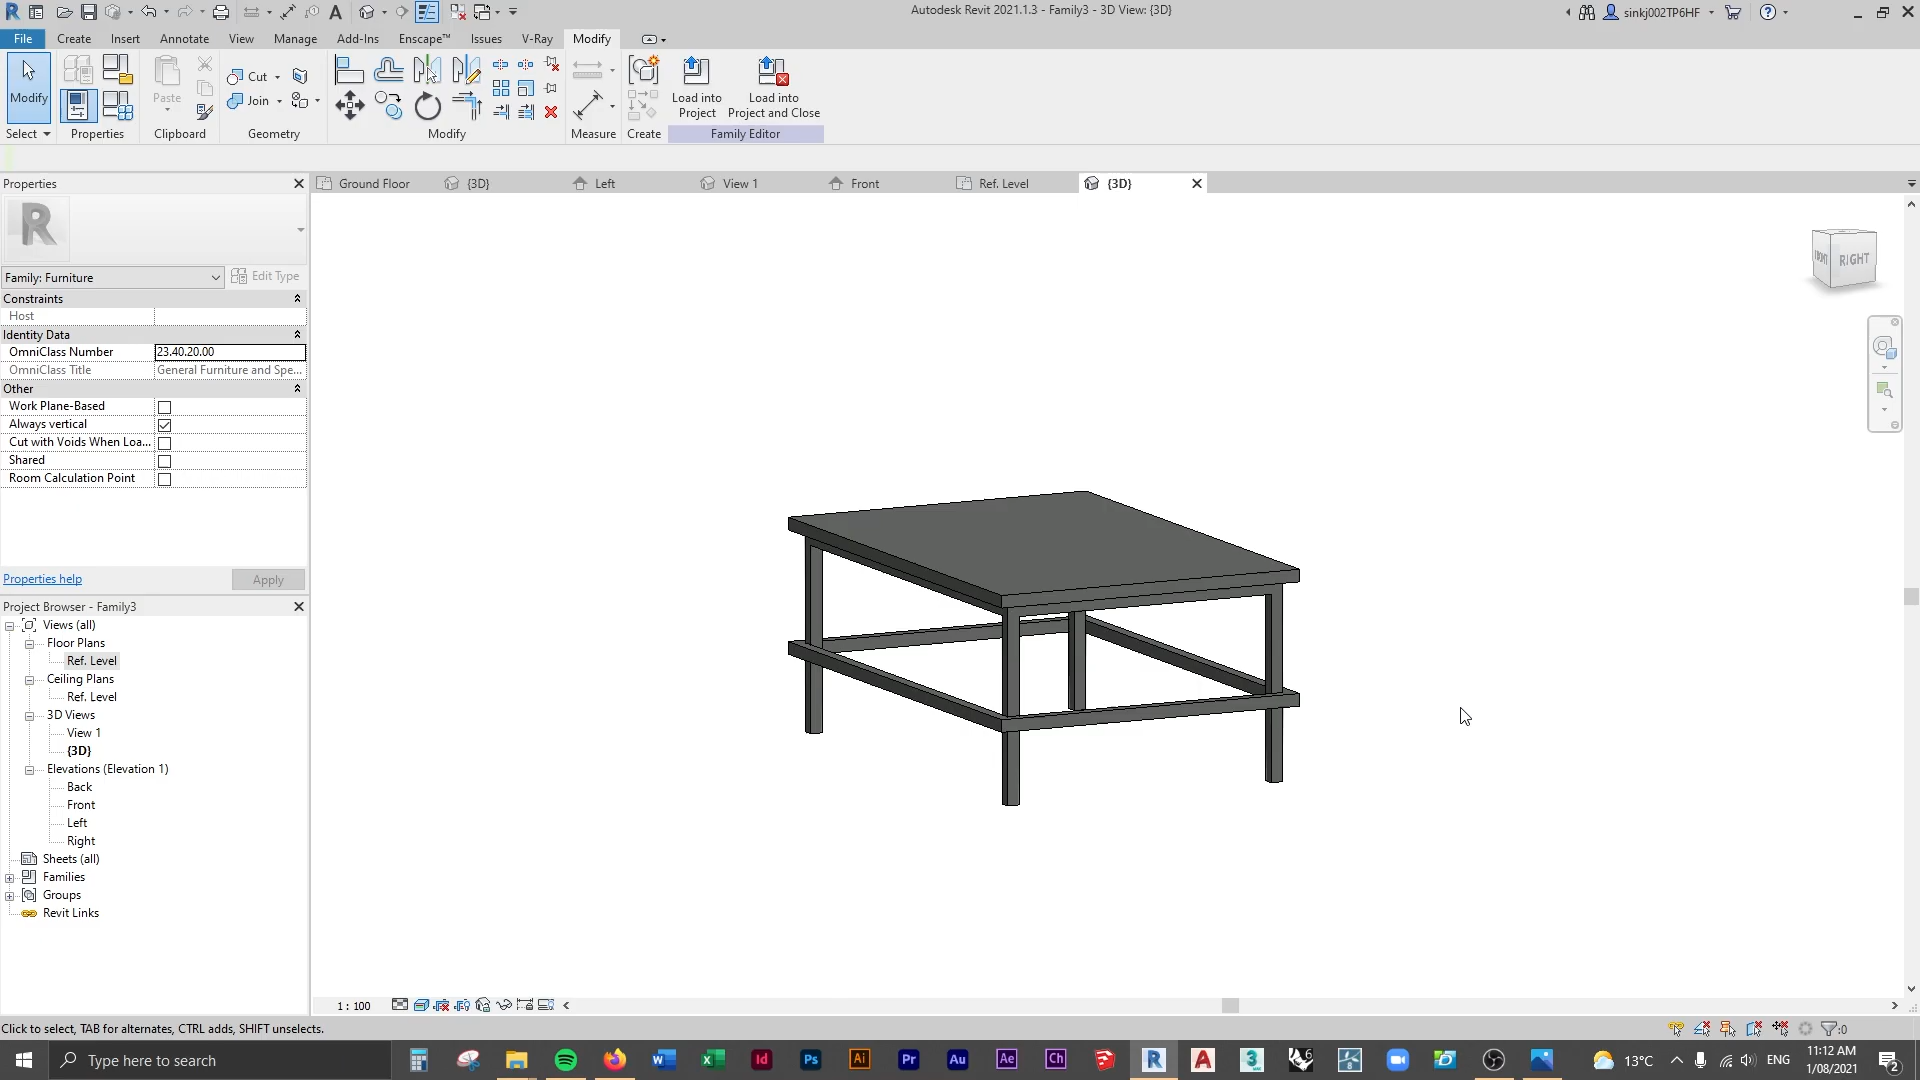 Autodesk Revit 2021.1.3 - Family3 - 3D View: {3D}
sinkj002TP6HF
File Create Insert Annotate View Manage Add-Ins Enscape™ Issues V-Ray Modify
Modify
Select
Properties
Paste
Clipboard
Cut
Join
Geometry
Modify
Measure
Create
Load into
Project
Load into
Project and Close
Family Editor
Properties
Ground Floor
{3D}
Left
View 1
Front
Ref. Level
{3D}
Family: Furniture
Edit Type
Constraints
Host
Identity Data
OmniClass Number 23.40.20.00
OmniClass Title General Furniture and Spe...
Other
Work Plane-Based
Always vertical
Cut with Voids When Loa...
Shared
Room Calculation Point
Properties help
Apply
Project Browser - Family3
Views (all)
Floor Plans
Ref. Level
Ceiling Plans
Ref. Level
3D Views
View 1
{3D}
Elevations (Elevation 1)
Back
Front
Left
Right
Sheets (all)
Families
Groups
Revit Links
FRONT
RIGHT
1 : 100
Click to select, TAB for alternates, CTRL adds, SHIFT unselects.
:0
Type here to search
13°C
ENG
11:12 AM
1/08/2021
2